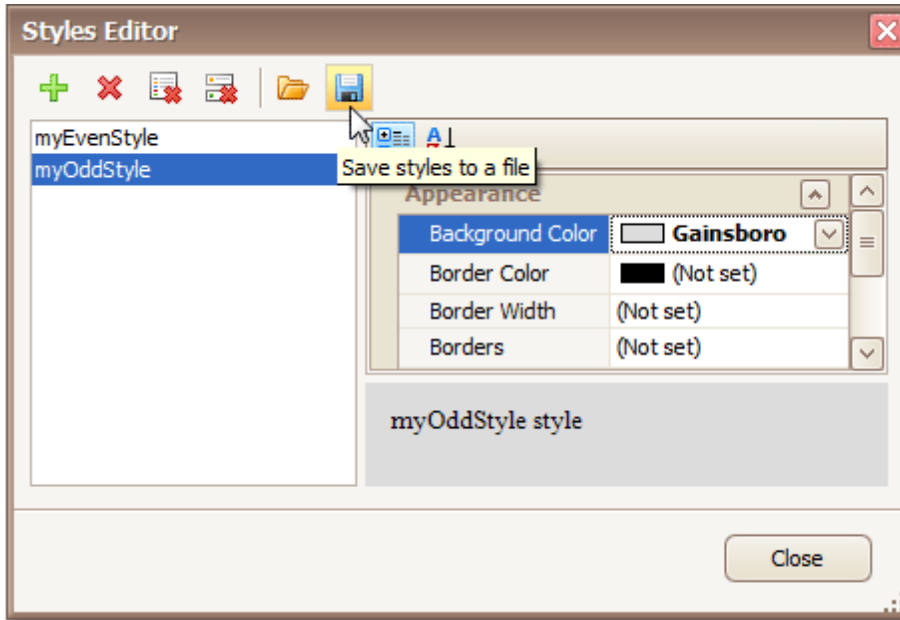 Styles Editor
myEvenStyle
myOddStyle
Save styles to a file
Appearance
Background Color Gainsboro
Border Color (Not set)
Border Width (Not set)
Borders (Not set)
myOddStyle style
Close